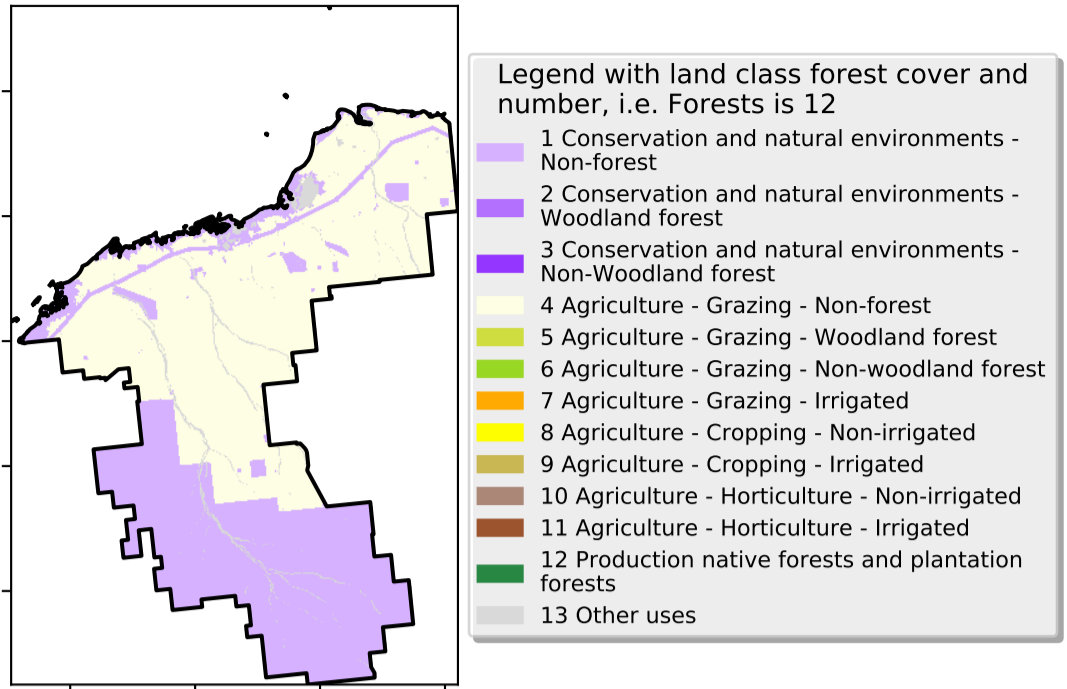 Legend with land class forest cover and
number, i.e. Forests is 12
1 Conservation and natural environments -
Non-forest
2 Conservation and natural environments -
Woodland forest
3 Conservation and natural environments -
Non-Woodland forest
4 Agriculture - Grazing - Non-forest
5 Agriculture - Grazing - Woodland forest
6 Agriculture - Grazing - Non-woodland forest
7 Agriculture - Grazing - Irrigated
8 Agriculture - Cropping - Non-irrigated
9 Agriculture - Cropping - Irrigated
10 Agriculture - Horticulture - Non-irrigated
11 Agriculture - Horticulture - Irrigated
12 Production native forests and plantation
forests
13 Other uses